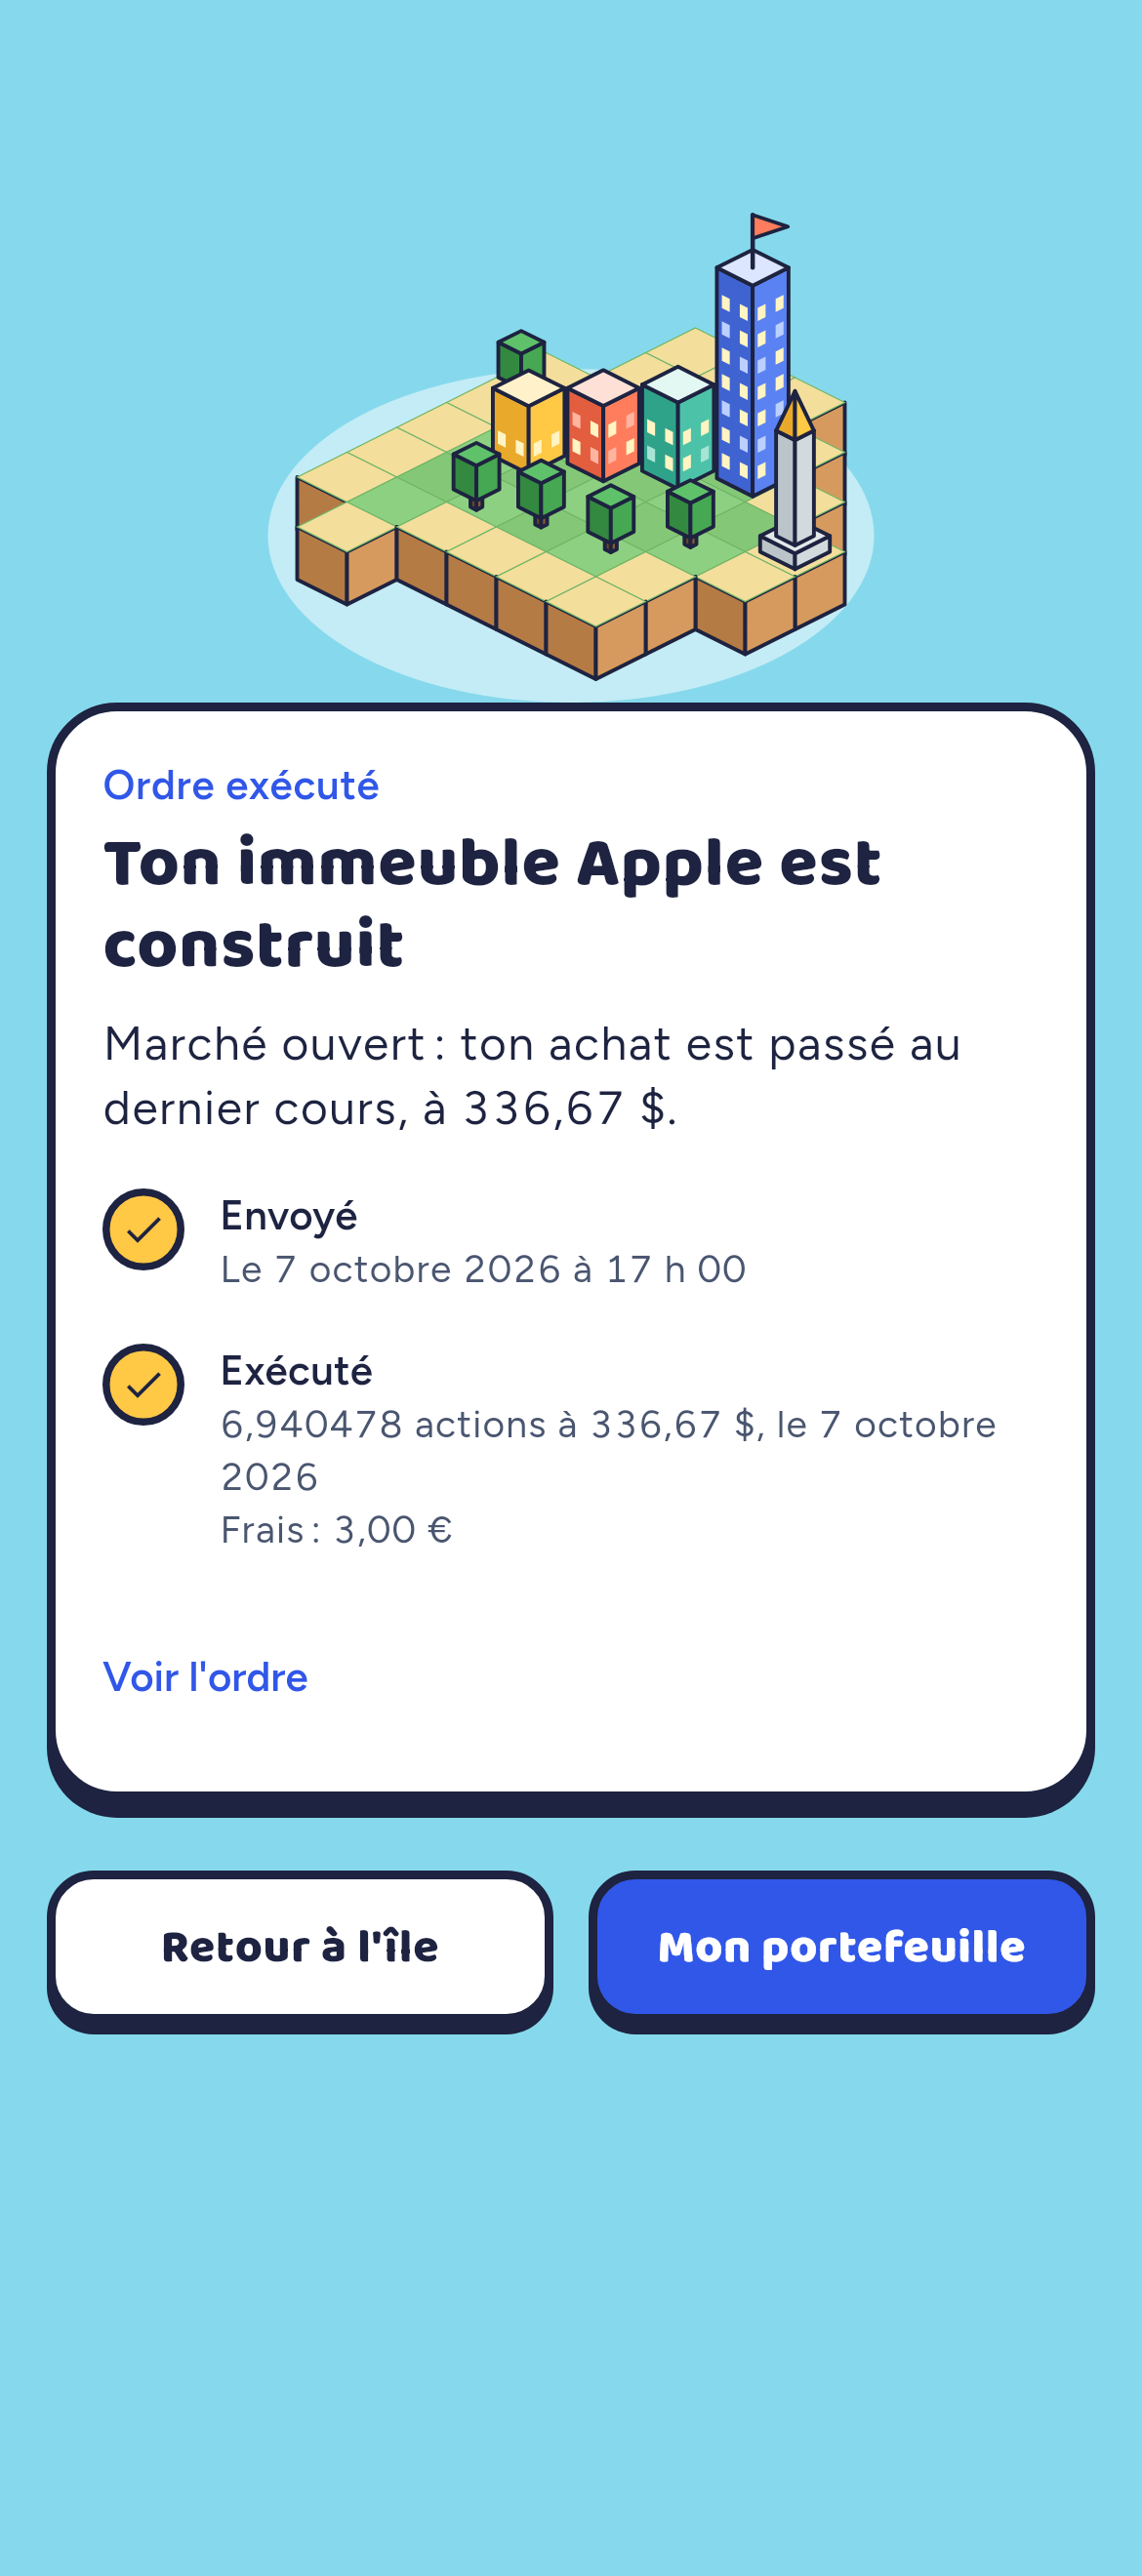 Ordre exécuté
Ton immeuble Apple est
construit
Marché ouvert : ton achat est passé au
dernier cours, à 336,67 $.
Envoyé
Le 7 octobre 2026 à 17 h 00
Exécuté
6,940478 actions à 336,67 $, le 7 octobre
2026
Frais : 3,00 €
Voir l'ordre
Retour à l'île
Mon portefeuille